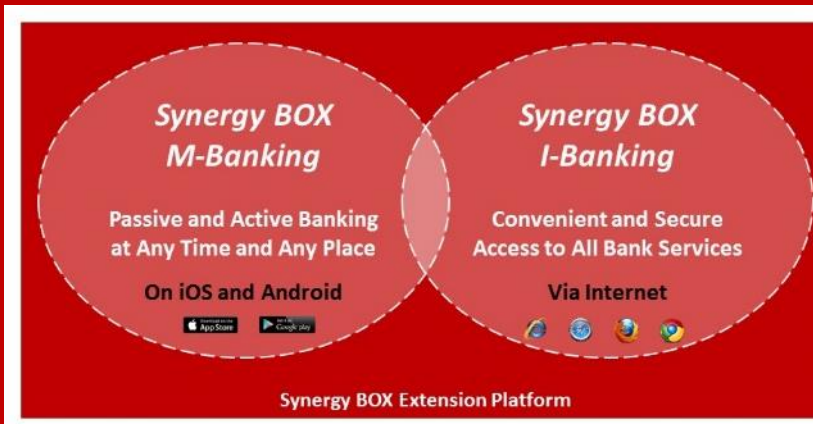 Synergy BOX
M-Banking
Passive and Active Banking
at Any Time and Any Place
On iOS and Android
App Store
Google play
Synergy BOX
I-Banking
Convenient and Secure
Access to All Bank Services
Via Internet
Synergy BOX Extension Platform